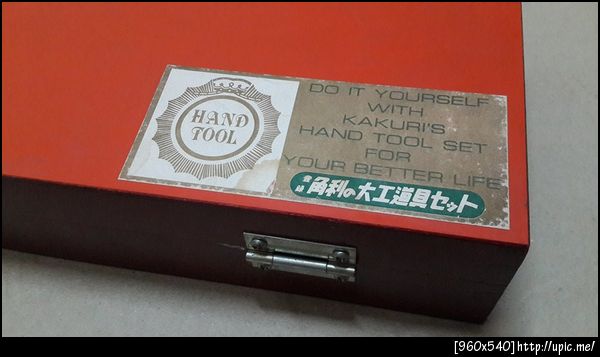 HAND
TOOL
DO IT YOURSELF
WITH
KAKURI'S
HAND TOOL SET
FOR
YOUR BETTER LIFE
角利の大工道具セット
[960x540]http://upic.me/